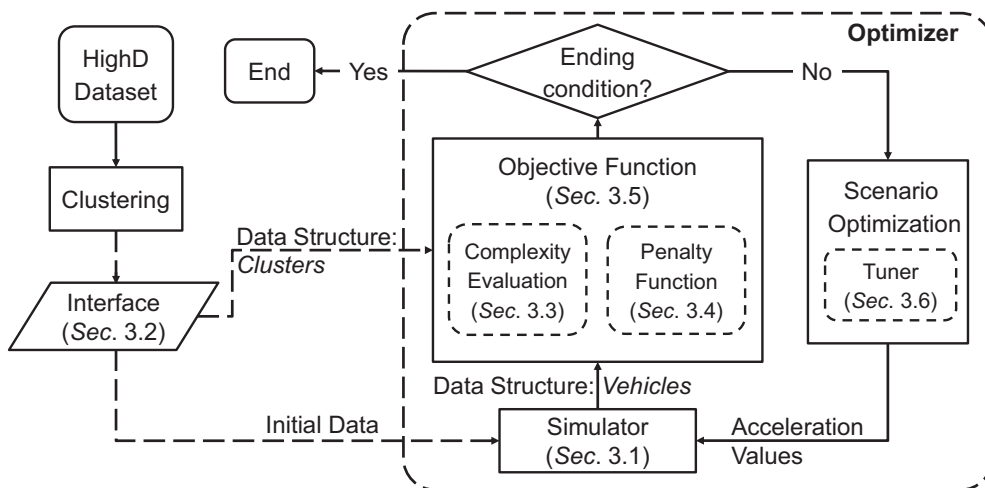 HighD
Dataset
End
Yes
Ending
condition?
No
Optimizer
Clustering
Objective Function
(Sec. 3.5)
Scenario
Optimization
Data Structure:
Clusters
Complexity
Evaluation
(Sec. 3.3)
Penalty
Function
(Sec. 3.4)
Tuner
(Sec. 3.6)
Interface
(Sec. 3.2)
Data Structure: Vehicles
Initial Data
Simulator
(Sec. 3.1)
Acceleration
Values